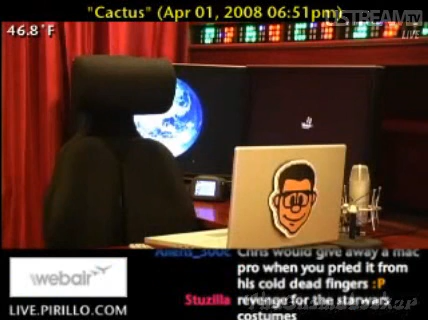 "Cactus" (Apr 01, 2008 06:51pm)
46.8°F
USTREAM TV
LIVE
Aliens_300c
Chris would give away a mac
pro when you pried it from
his cold dead fingers :P
Stuzilla revenge for the starwars
costumes
webair
LIVE.PIRILLO.COM